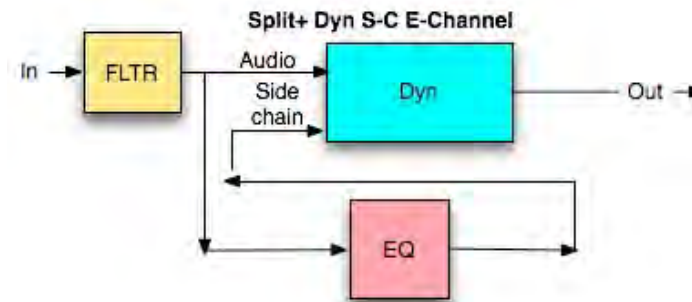 Split+ Dyn S-C E-Channel
In
FLTR
Audio
Side
chain
Dyn
Out
EQ